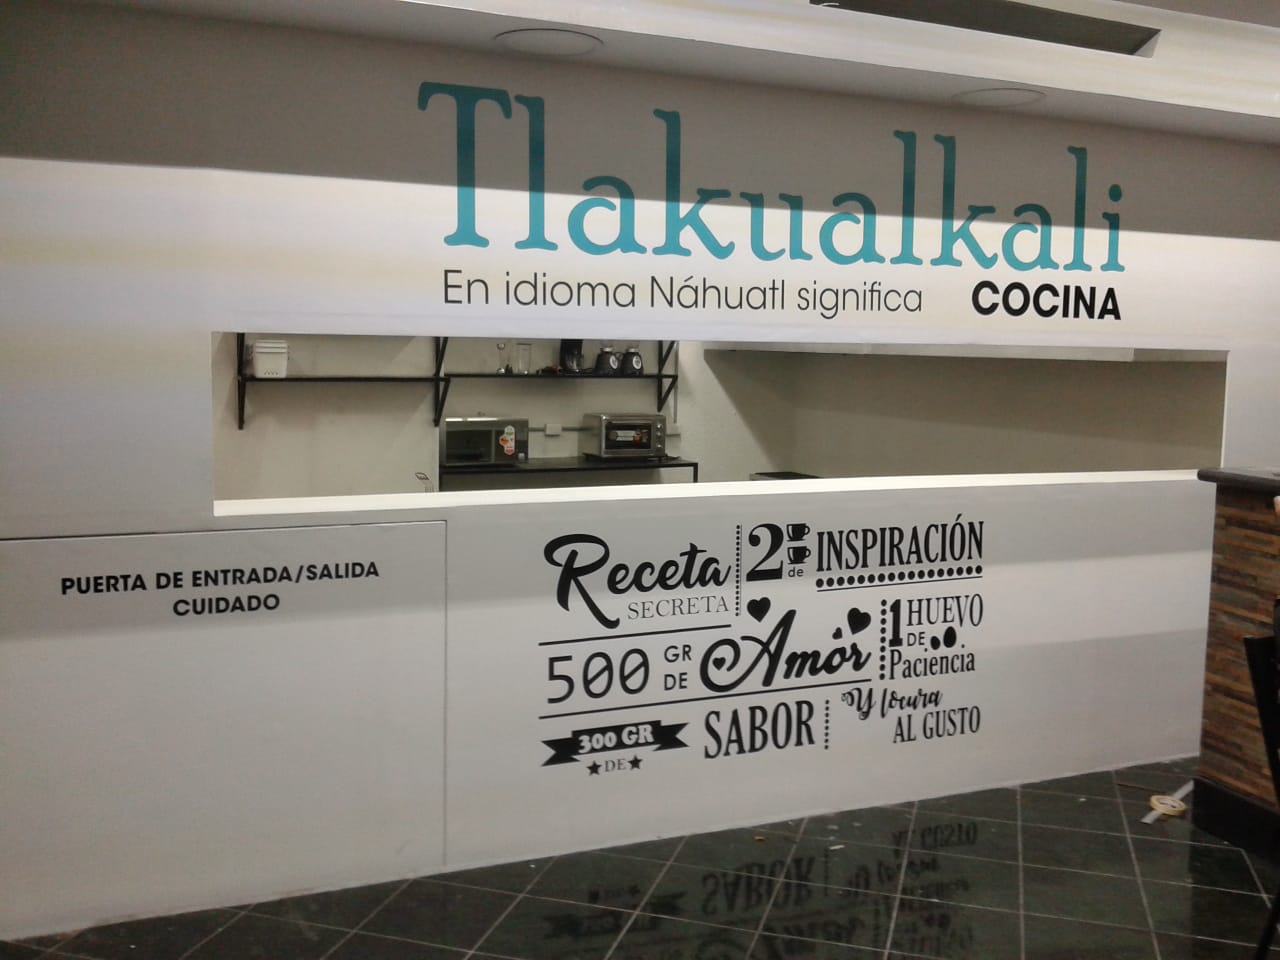 Tlakualkali
En idioma Náhuatl significa COCINA
PUERTA DE ENTRADA/SALIDA
CUIDADO
Receta
SECRETA
2 de INSPIRACIÓN
500 GR DE Amor
1 HUEVO
DE
Paciencia
300 GR
DE
SABOR
Y locura
AL GUSTO